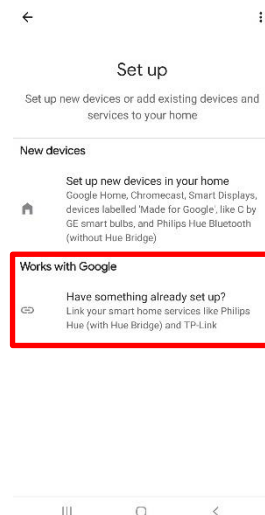 Set up
Set up new devices or add existing devices and
services to your home
New devices
Set up new devices in your home
Google Home, Chromecast, Smart Displays,
devices labelled 'Made for Google', like C by
GE smart bulbs, and Philips Hue Bluetooth
(without Hue Bridge)
Works with Google
Have something already set up?
Link your smart home services like Philips
Hue (with Hue Bridge) and TP-Link